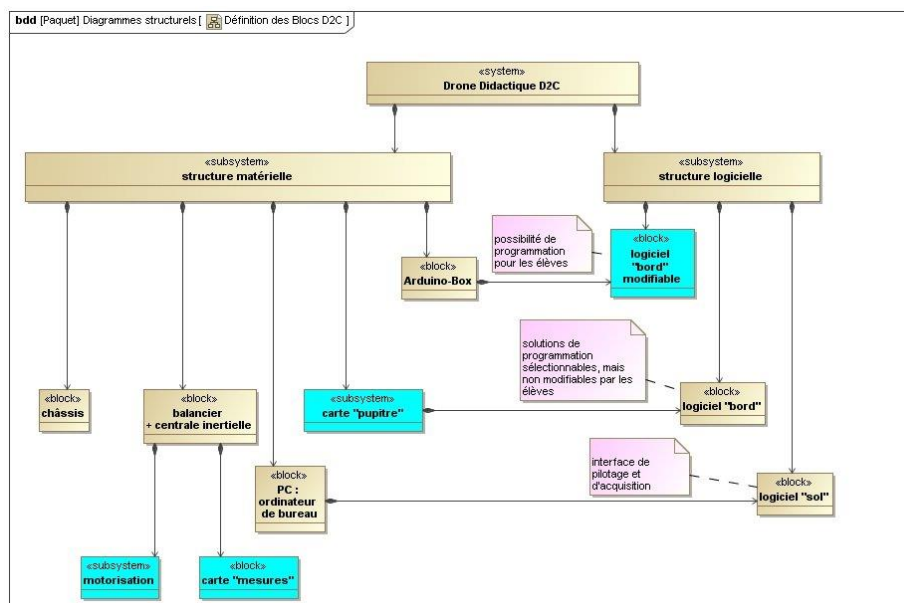 bdd [Paquet] Diagrammes structurels [ Définition des Blocs D2C ]
«system»
Drone Didactique D2C
«subsystem»
structure matérielle
«subsystem»
structure logicielle
possibilité de
programmation
pour les élèves
«block»
logiciel
"bord"
modifiable
«block»
Arduino-Box
solutions de
programmation
sélectionnables, mais
non modifiables par les
élèves
«block»
châssis
«block»
balancier
+ centrale inertielle
«subsystem»
carte "pupitre"
«block»
logiciel "bord"
interface de
pilotage et
d'acquisition
«block»
PC :
ordinateur
de bureau
«block»
logiciel "sol"
«subsystem»
motorisation
«block»
carte "mesures"